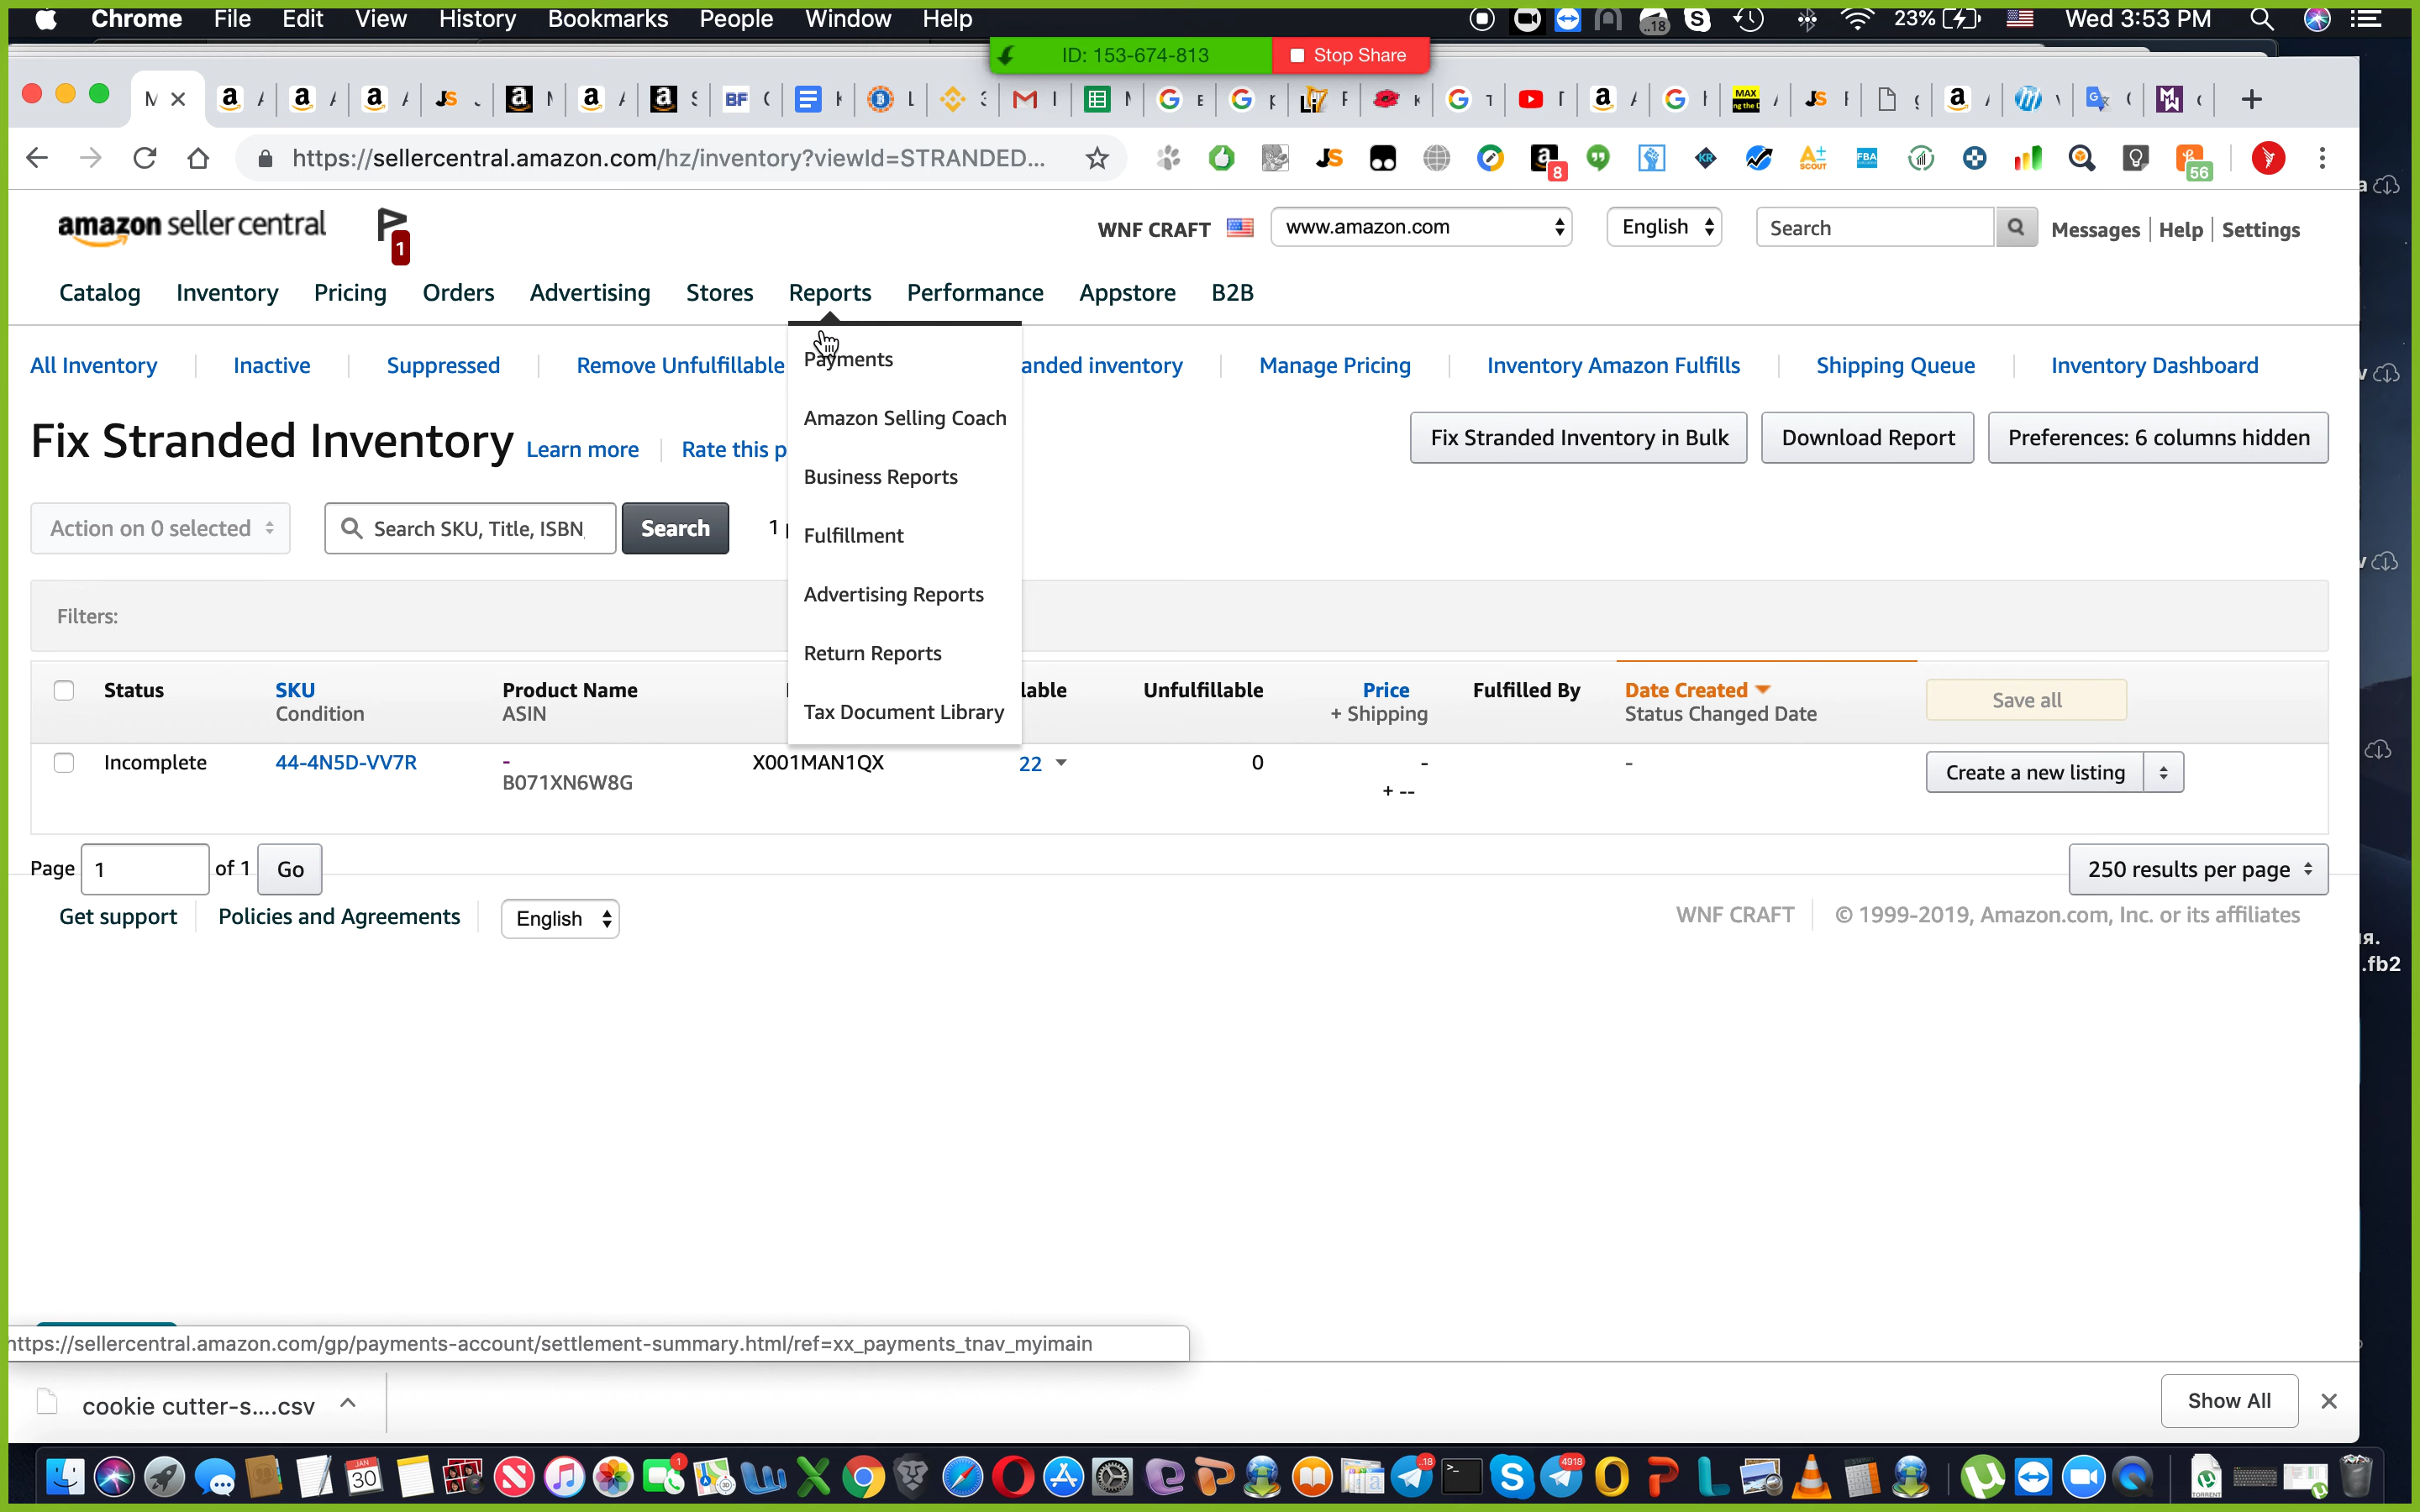 Chrome File Edit View History Bookmarks People Window Help 23% Wed 3:53 PM
ID: 153-674-813 Stop Share
https://sellercentral.amazon.com/hz/inventory?viewId=STRANDED...
amazon seller central 1 WNF CRAFT www.amazon.com English Search Messages Help Settings
Catalog Inventory Pricing Orders Advertising Stores Reports Performance Appstore B2B
All Inventory Inactive Suppressed Remove Unfulfillable anded inventory Manage Pricing Inventory Amazon Fulfills Shipping Queue Inventory Dashboard
Payments
Amazon Selling Coach
Business Reports
Fulfillment
Advertising Reports
Return Reports
Tax Document Library
Fix Stranded Inventory Learn more Rate this p Fix Stranded Inventory in Bulk Download Report Preferences: 6 columns hidden
Action on 0 selected Search SKU, Title, ISBN Search 1
Filters:
Status SKU Product Name lable Unfulfillable Price Fulfilled By Date Created Save all
Condition ASIN + Shipping Status Changed Date
Incomplete 44-4N5D-VV7R - X001MAN1QX 22 0 - - Create a new listing
B071XN6W8G + --
Page 1 of 1 Go 250 results per page
Get support Policies and Agreements English WNF CRAFT © 1999-2019, Amazon.com, Inc. or its affiliates
.fb2
https://sellercentral.amazon.com/gp/payments-account/settlement-summary.html/ref=xx_payments_tnav_myimain
cookie cutter-s....csv Show All